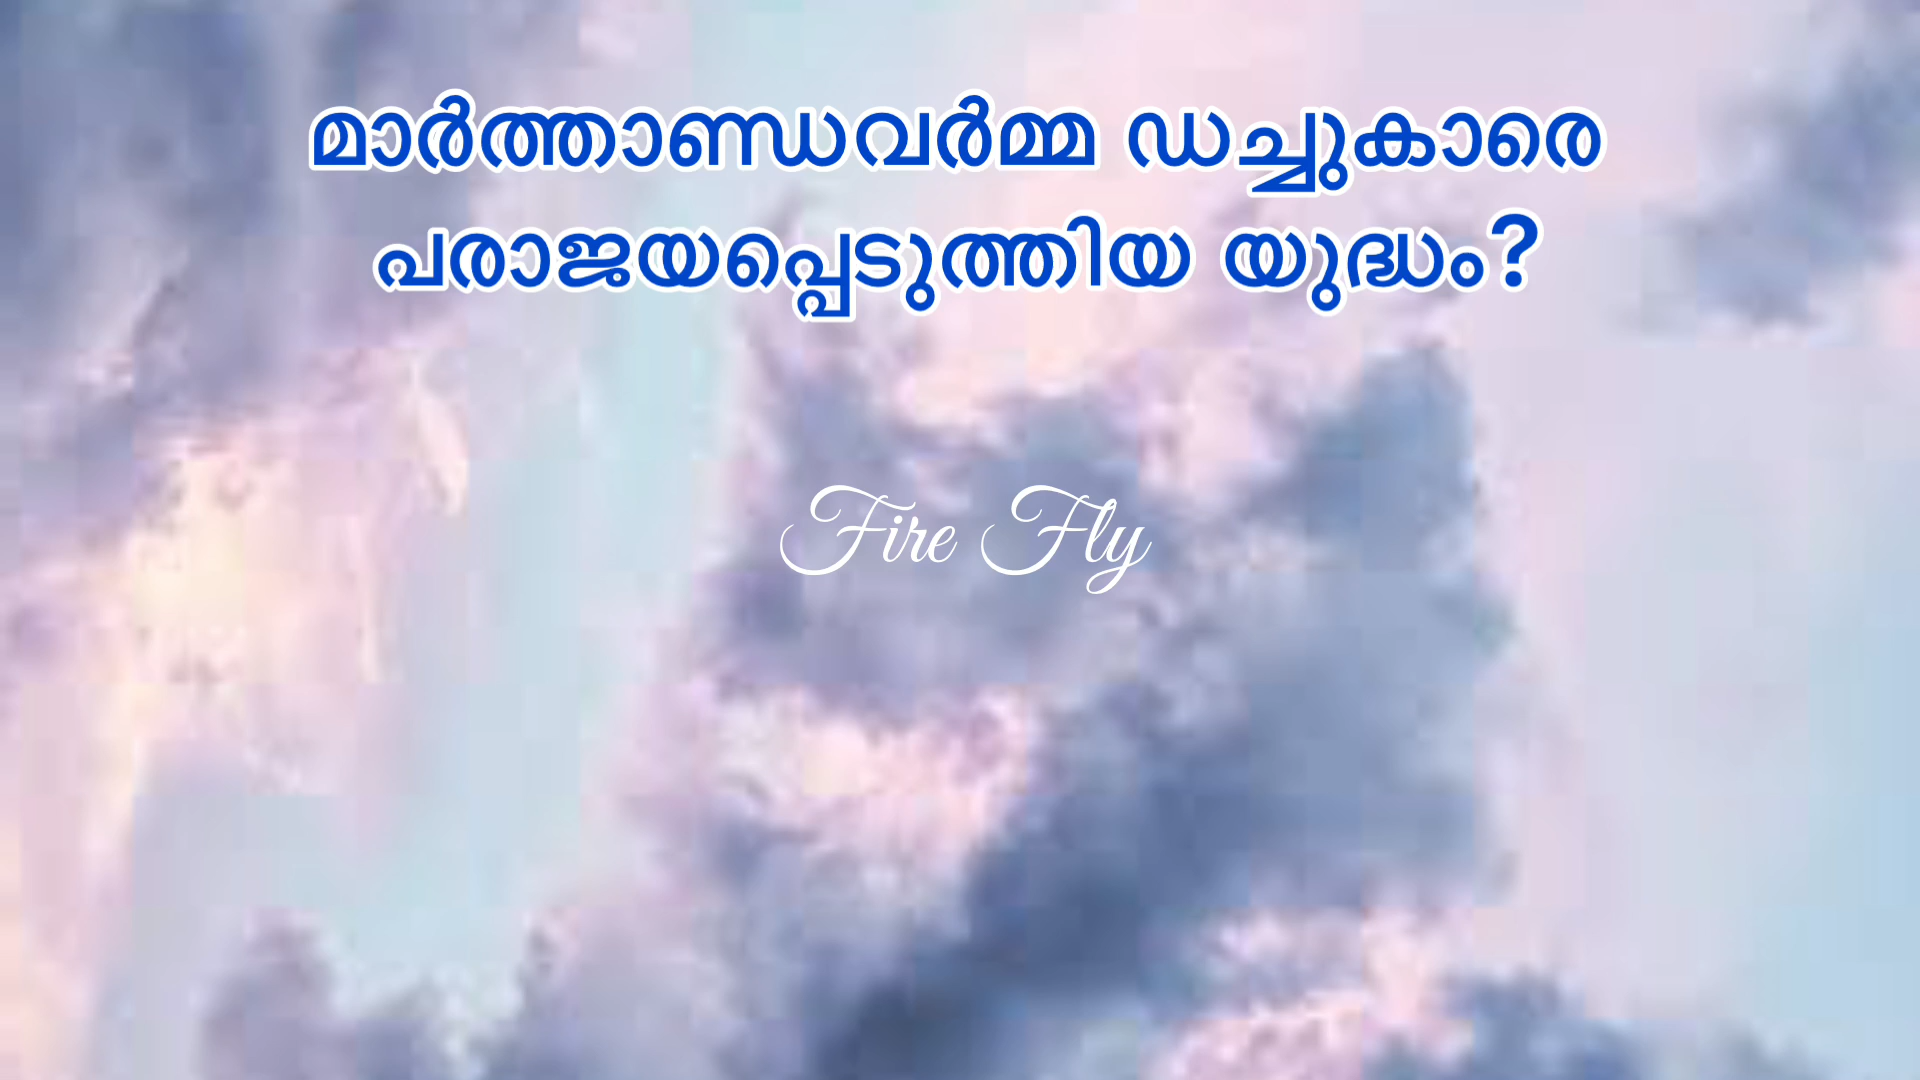 മാർത്താണ്ഡവർമ്മ ഡച്ചുകാരെ
പരാജയപ്പെടുത്തിയ യുദ്ധം?
Fire Fly